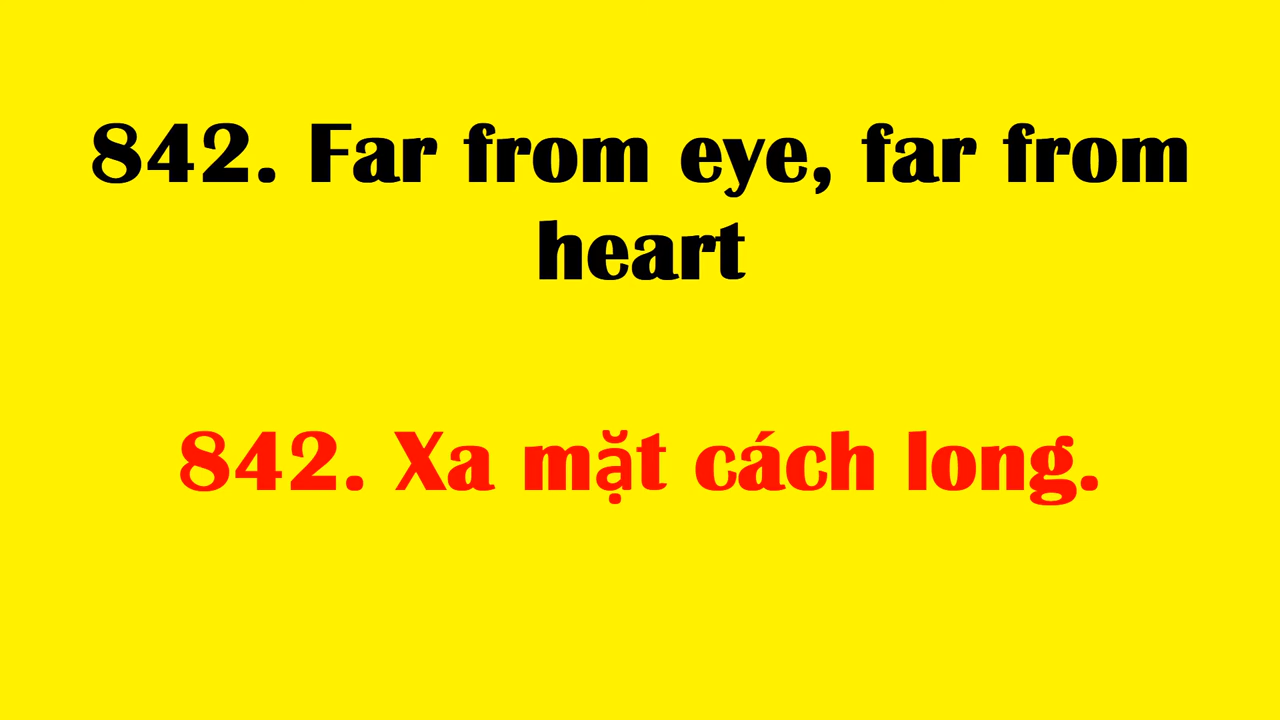 842. Far from eye, far from
heart
842. Xa mặt cách long.